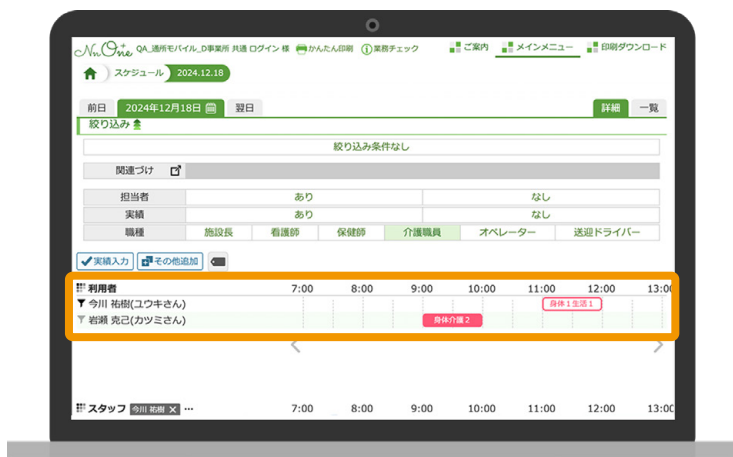 NnOne QA_通所モバイル_D事業所 共通 ログイン 様 かんたん印刷 業務チェック ご案内 メインメニュー 印刷ダウンロード
スケジュール 2024.12.18
前日 2024年12月18日 翌日 詳細 一覧
絞り込み
絞り込み条件なし
関連づけ
担当者 あり なし
実績 あり なし
職種 施設長 看護師 保健師 介護職員 オペレーター 送迎ドライバー
実績入力 その他追加
利用者 7:00 8:00 9:00 10:00 11:00 12:00 13:00
今川 祐樹(ユウキさん) 身体1生活1
岩瀬 克己(カツミさん) 身体介護2
スタッフ 今川 祐樹 × … 7:00 8:00 9:00 10:00 11:00 12:00 13:00